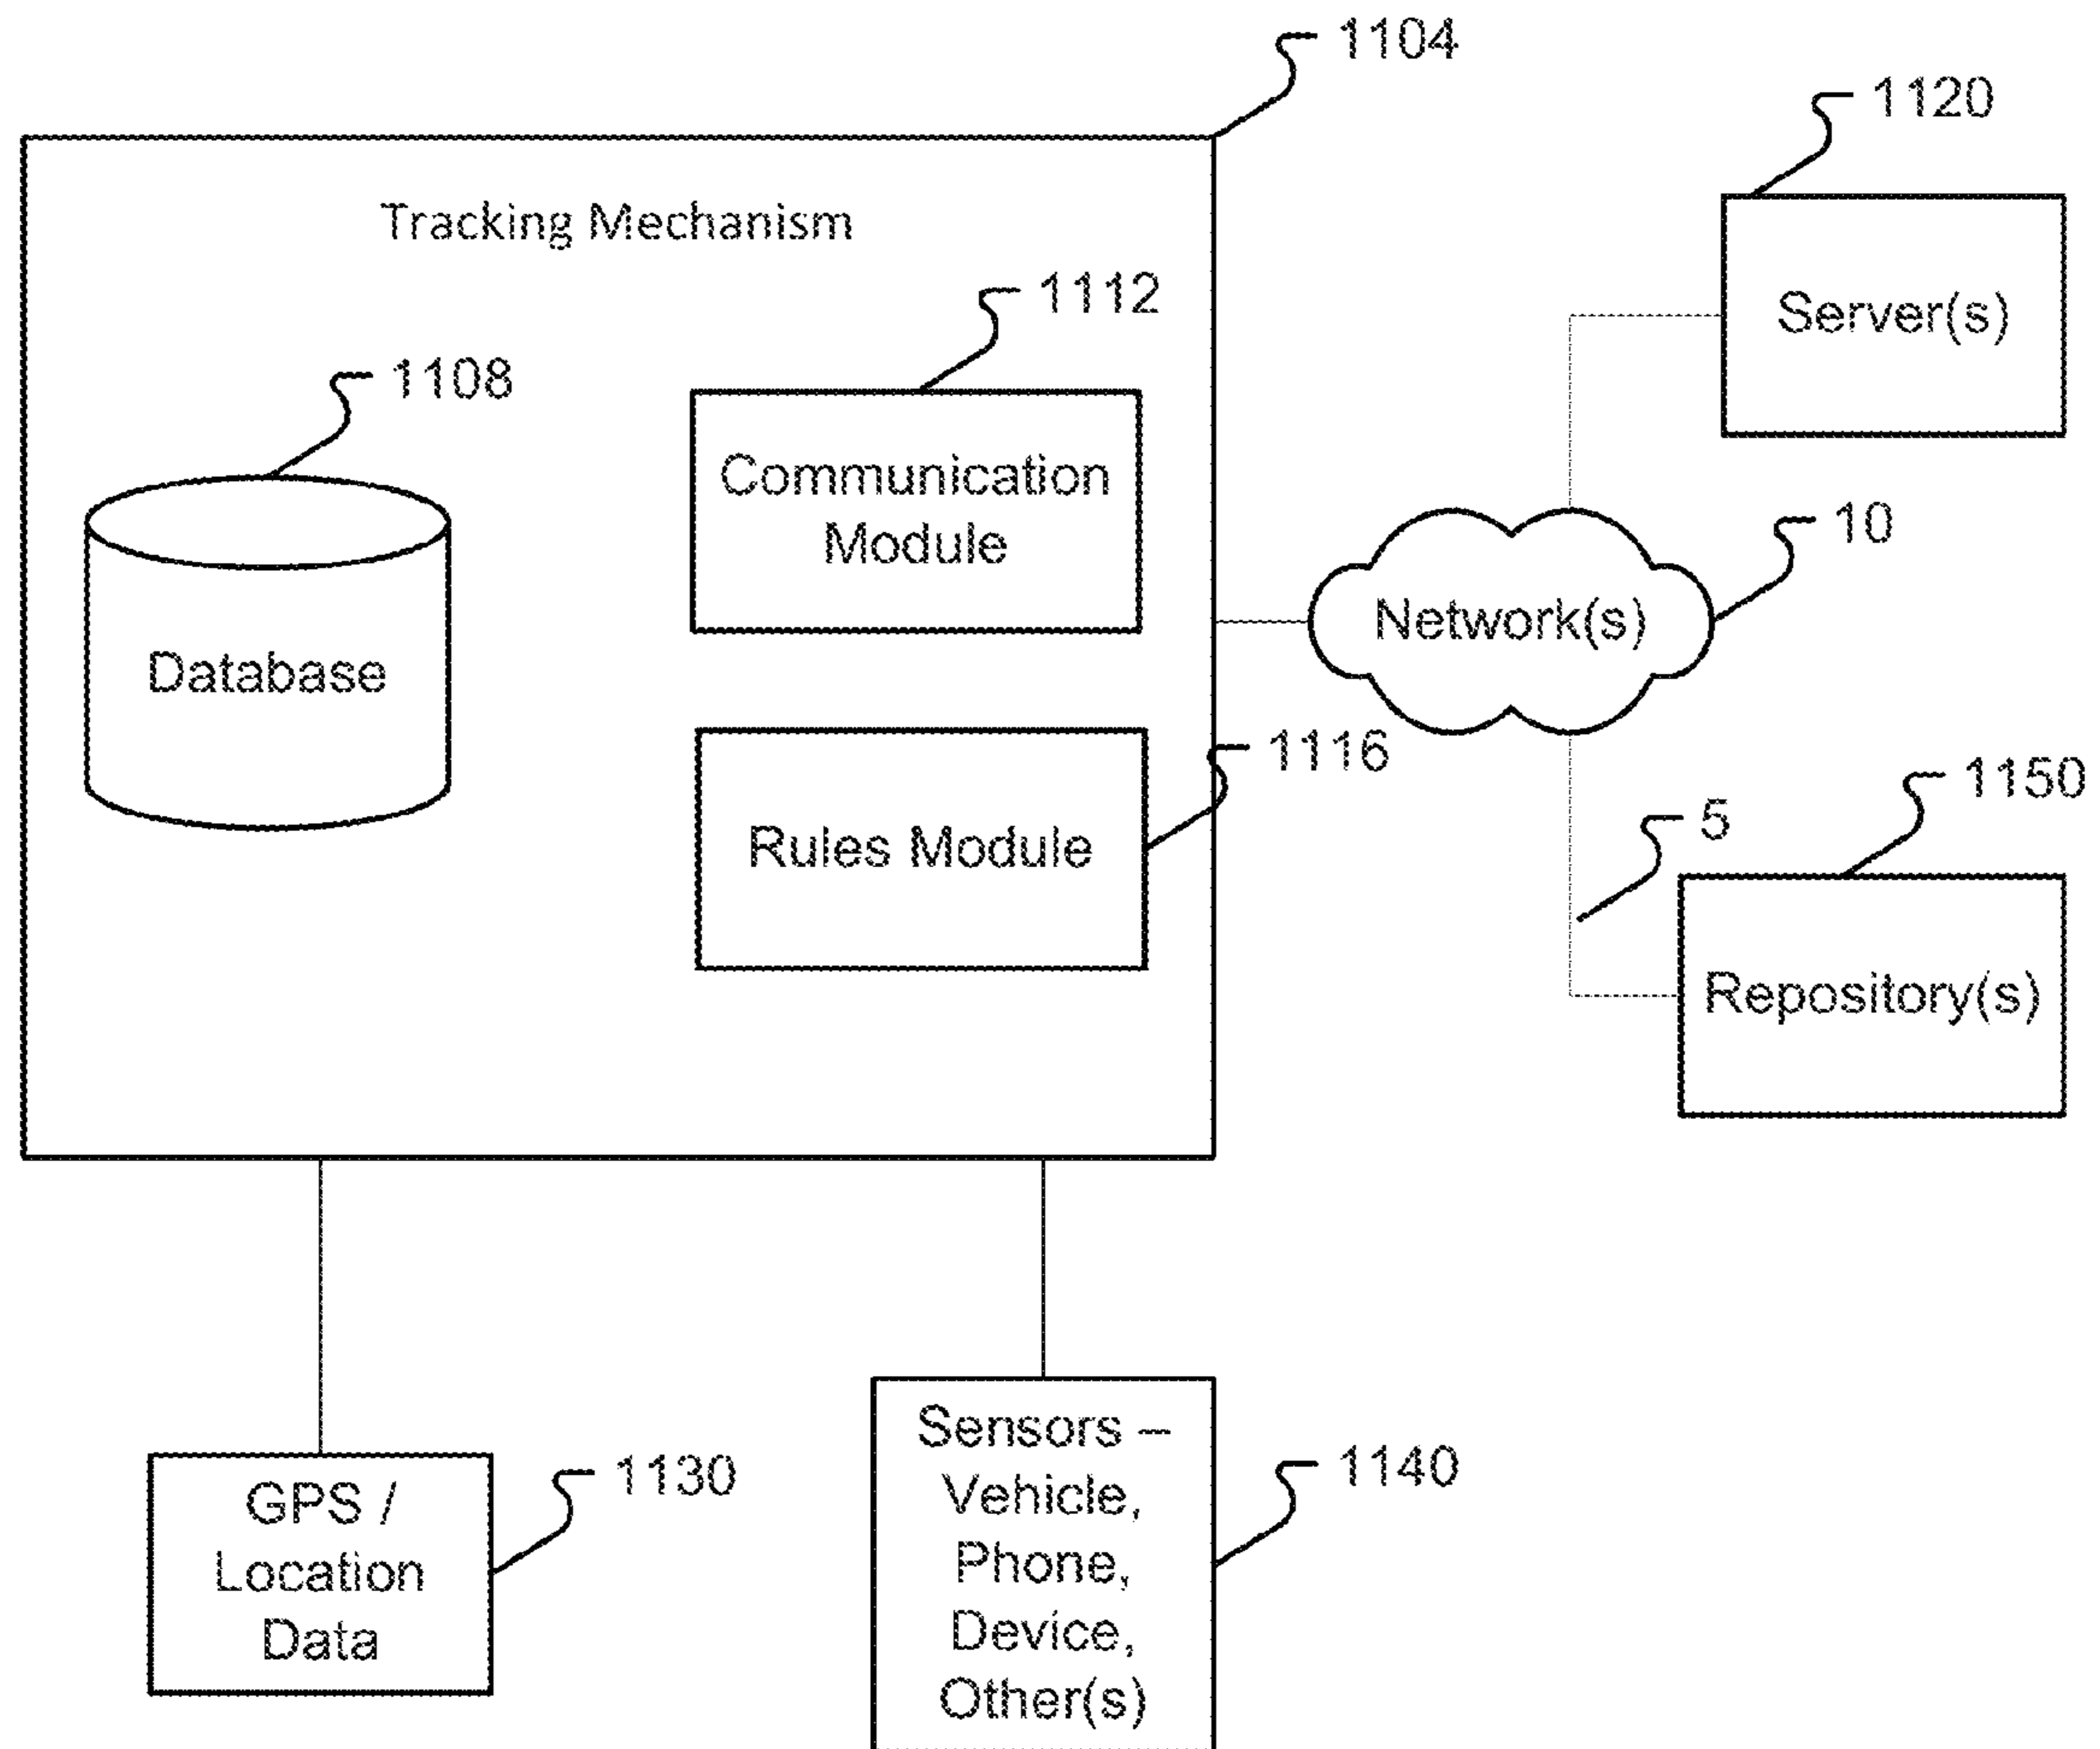 1104
1120
Tracking Mechanism
1112
Server(s)
1108
Communication
Module
10
Network(s)
Database
1116
1150
5
Rules Module
Repository(s)
1130
1140
GPS /
Location
Data
Sensors –
Vehicle,
Phone,
Device,
Other(s)